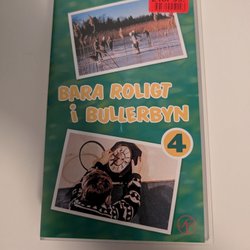 BARA ROLIGT
i BULLERBYN
4